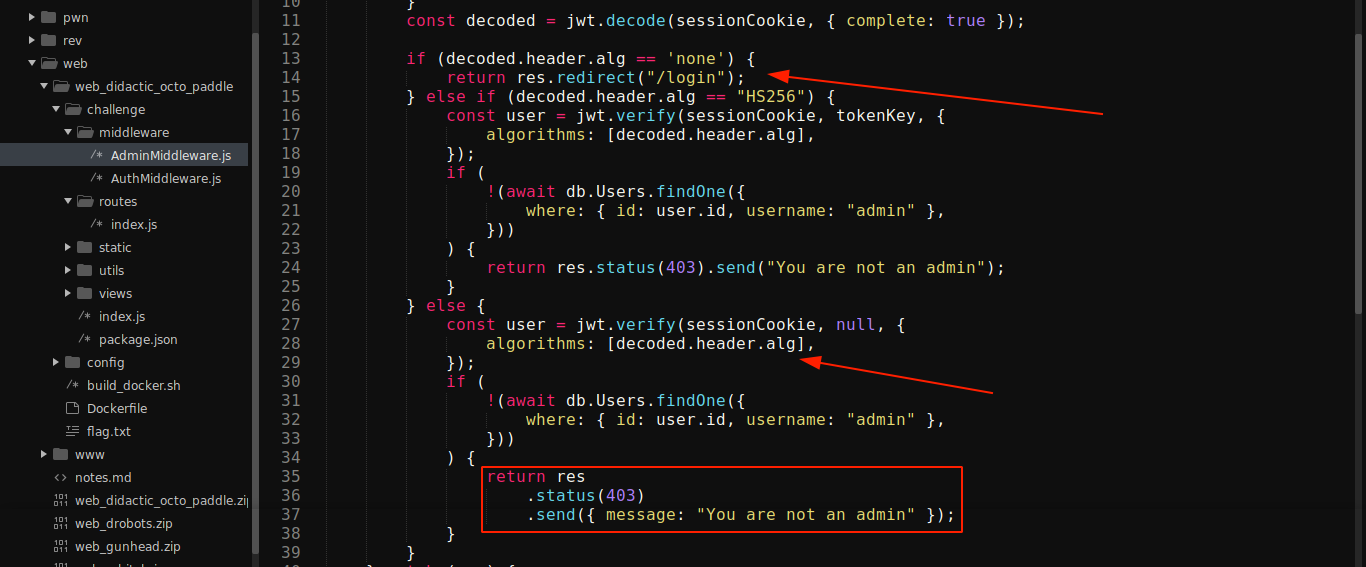 pwn
rev
web
web_didactic_octo_paddle
challenge
middleware
/* AdminMiddleware.js
/* AuthMiddleware.js
routes
/* index.js
static
utils
views
/* index.js
/* package.json
config
/* build_docker.sh
Dockerfile
flag.txt
www
<> notes.md
web_didactic_octo_paddle.zip
web_drobots.zip
web_gunhead.zip
10 }
11 const decoded = jwt.decode(sessionCookie, { complete: true });
12
13 if (decoded.header.alg == 'none') {
14 return res.redirect("/login");
15 } else if (decoded.header.alg == "HS256") {
16 const user = jwt.verify(sessionCookie, tokenKey, {
17 algorithms: [decoded.header.alg],
18 });
19 if (
20 !(await db.Users.findOne({
21 where: { id: user.id, username: "admin" },
22 }))
23 ) {
24 return res.status(403).send("You are not an admin");
25 }
26 } else {
27 const user = jwt.verify(sessionCookie, null, {
28 algorithms: [decoded.header.alg],
29 });
30 if (
31 !(await db.Users.findOne({
32 where: { id: user.id, username: "admin" },
33 }))
34 ) {
35 return res
36 .status(403)
37 .send({ message: "You are not an admin" });
38 }
39 }